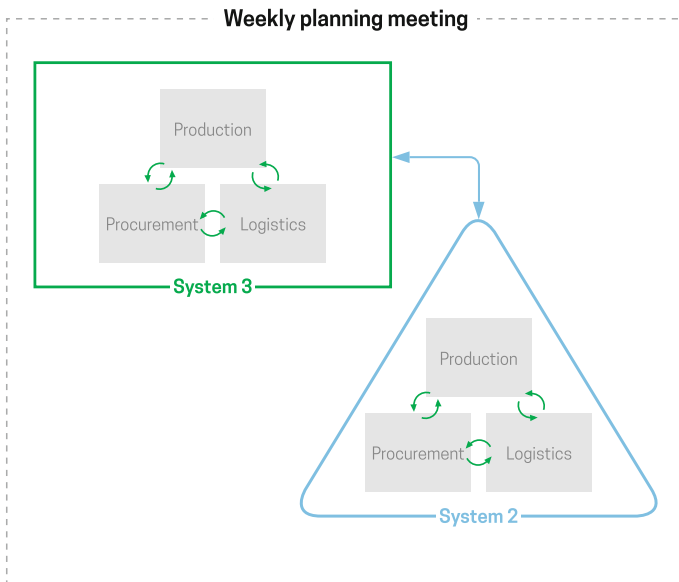 Weekly planning meeting
Production
Procurement
Logistics
System 3
Production
Procurement
Logistics
System 2